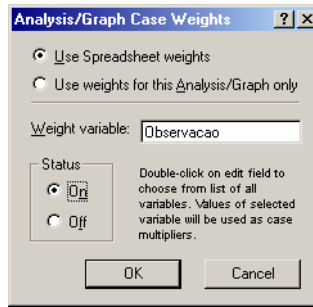 Analysis/Graph Case Weights
Use Spreadsheet weights
Use weights for this Analysis/Graph only
Weight variable: Observacao
Status
On
Off
Double-click on edit field to
choose from list of all
variables. Values of selected
variable will be used as case
multipliers.
OK Cancel